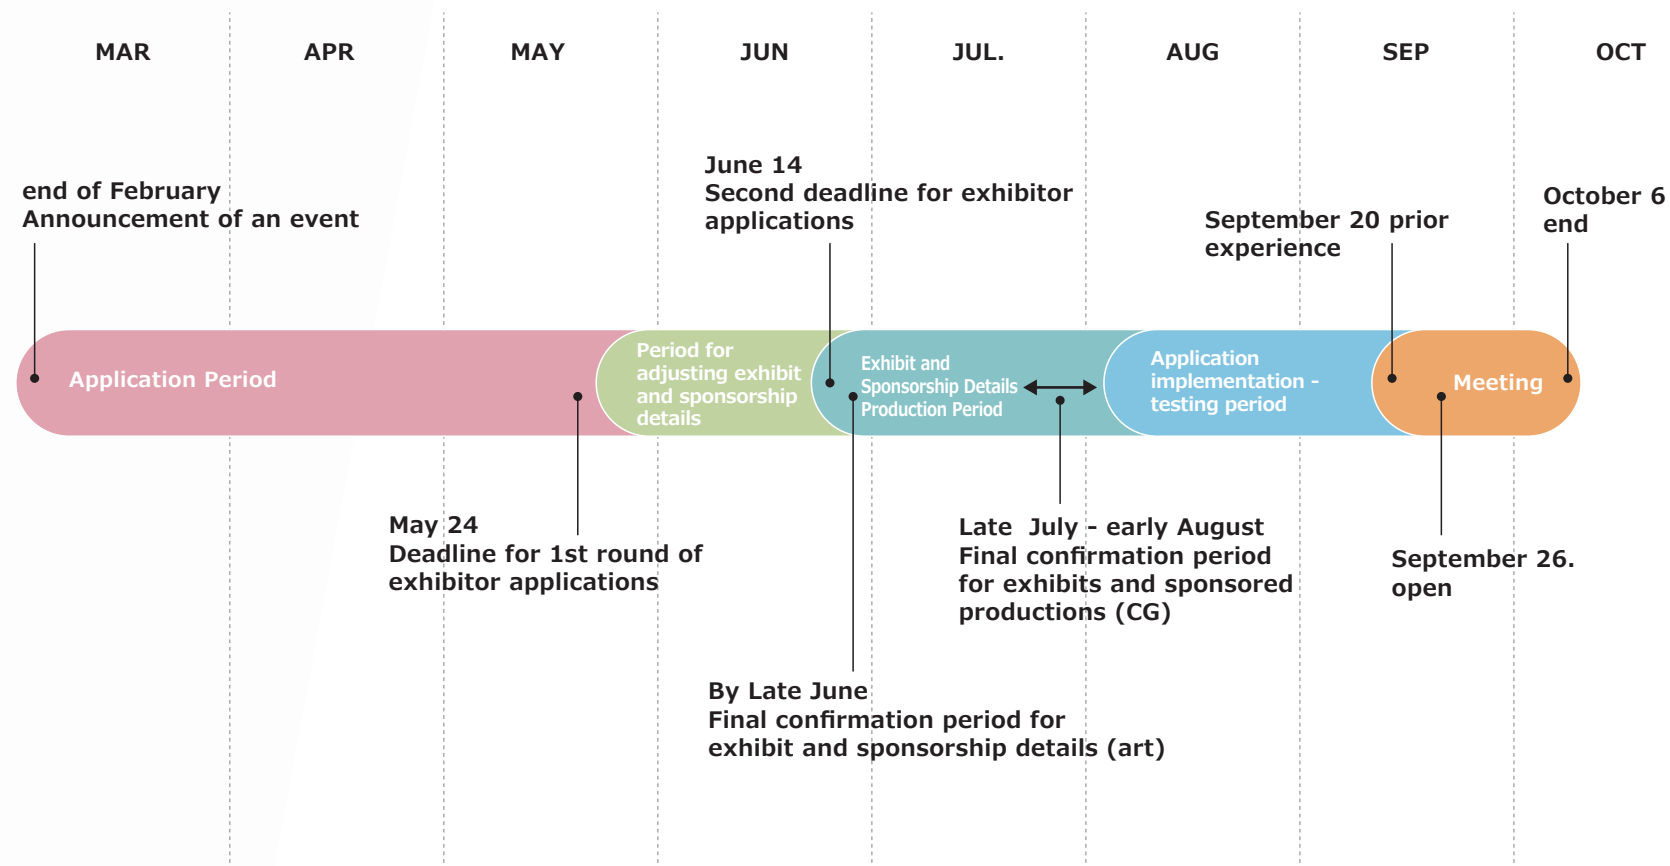 MAR
APR
MAY
JUN
JUL.
AUG
SEP
OCT
end of February
Announcement of an event
June 14
Second deadline for exhibitor
applications
September 20 prior
experience
October 6
end
Application Period
Period for
adjusting exhibit
and sponsorship
details
Exhibit and
Sponsorship Details
Production Period
Application
implementation -
testing period
Meeting
May 24
Deadline for 1st round of
exhibitor applications
Late  July - early August
Final confirmation period
for exhibits and sponsored
productions (CG)
September 26.
open
By Late June
Final confirmation period for
exhibit and sponsorship details (art)